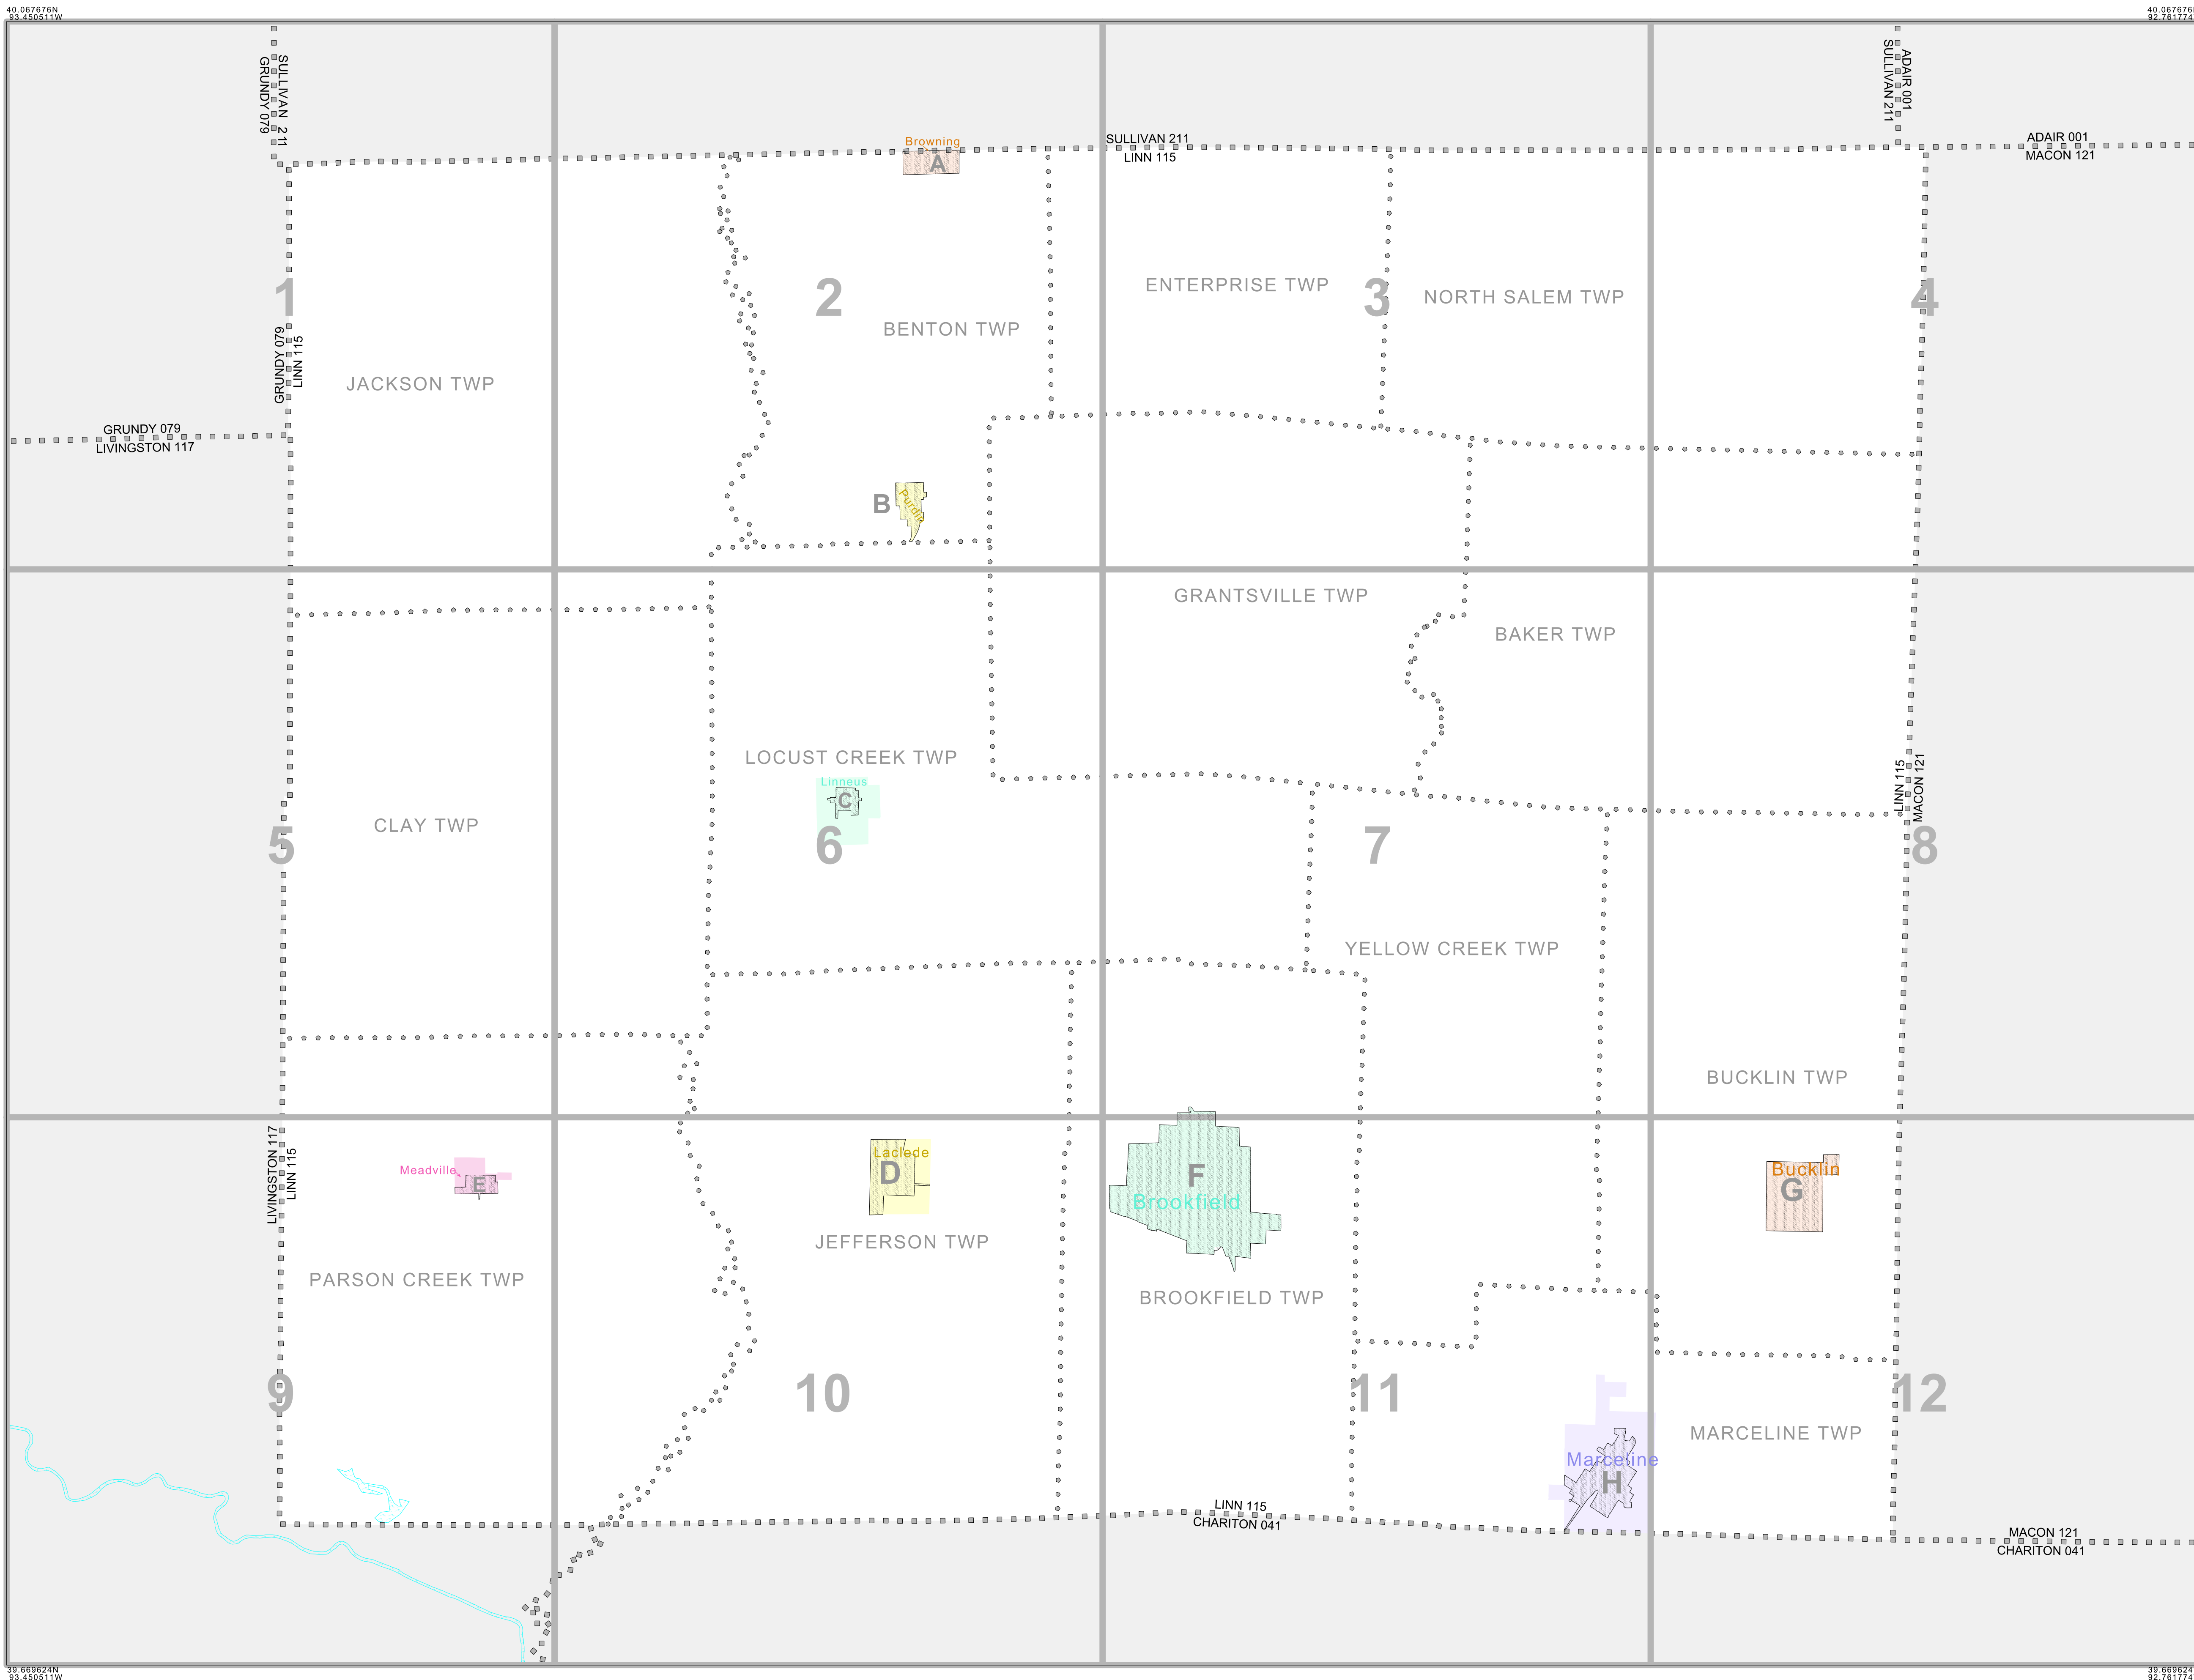 40.067676N
93.450511W
40.067676N
92.761774
SULLIVAN 211
GRUNDY 079
ADAIR 001
SULLIVAN 211
Browning
A
SULLIVAN 211
LINN 115
ADAIR 001
MACON 121
1
2
3
4
ENTERPRISE TWP
NORTH SALEM TWP
BENTON TWP
GRUNDY 079
LINN 115
JACKSON TWP
GRUNDY 079
LIVINGSTON 117
B
Purdin
GRANTSVILLE TWP
BAKER TWP
LOCUST CREEK TWP
Linneus
C
LINN 115
MACON 121
CLAY TWP
5
6
7
8
YELLOW CREEK TWP
BUCKLIN TWP
LIVINGSTON 117
LINN 115
Meadville
E
Laclede
D
F
Brookfield
Bucklin
G
JEFFERSON TWP
PARSON CREEK TWP
BROOKFIELD TWP
9
10
11
12
MARCELINE TWP
Marceline
H
LINN 115
CHARITON 041
MACON 121
CHARITON 041
39.669624N
93.450511W
39.669624
92.761774